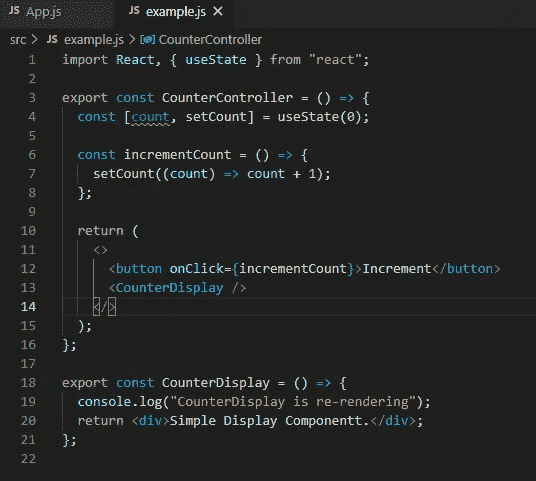 JS App.js
JS example.js ×
src > JS example.js > CounterController
1 import React, { useState } from "react";
2
3 export const CounterController = () => {
4   const [count, setCount] = useState(0);
5
6   const incrementCount = () => {
7     setCount((count) => count + 1);
8   };
9
10   return (
11     <>
12       <button onClick={incrementCount}>Increment</button>
13       <CounterDisplay />
14     </>
15   );
16 };
17
18 export const CounterDisplay = () => {
19   console.log("CounterDisplay is re-rendering");
20   return <div>Simple Display Componentt.</div>;
21 };
22